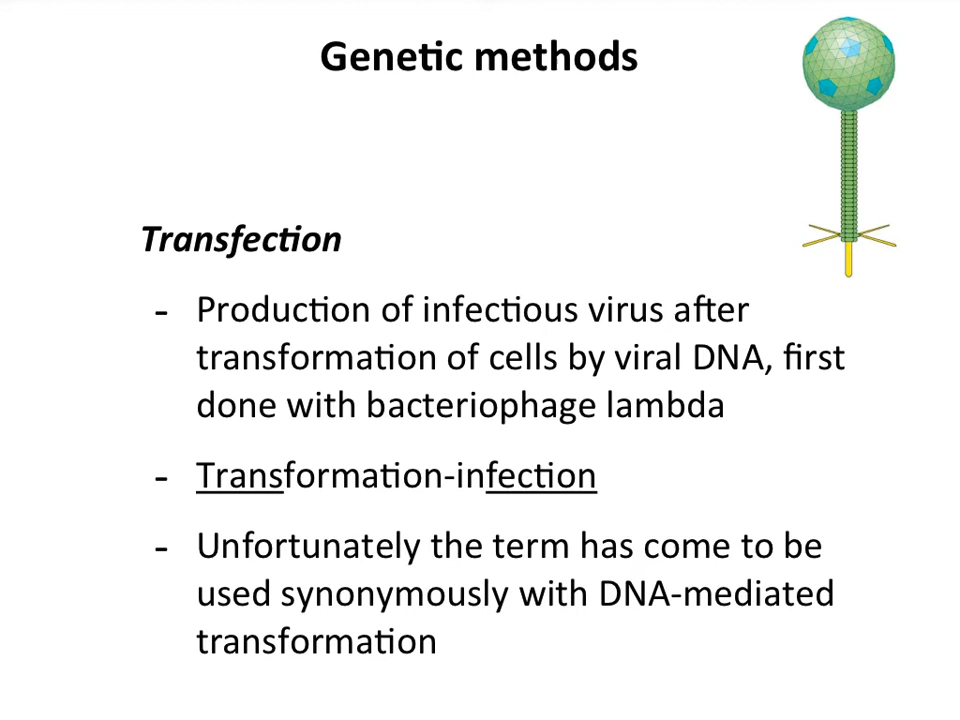 Genetic methods
Transfection
- Production of infectious virus after
transformation of cells by viral DNA, first
done with bacteriophage lambda
- Transformation-infection
- Unfortunately the term has come to be
used synonymously with DNA-mediated
transformation